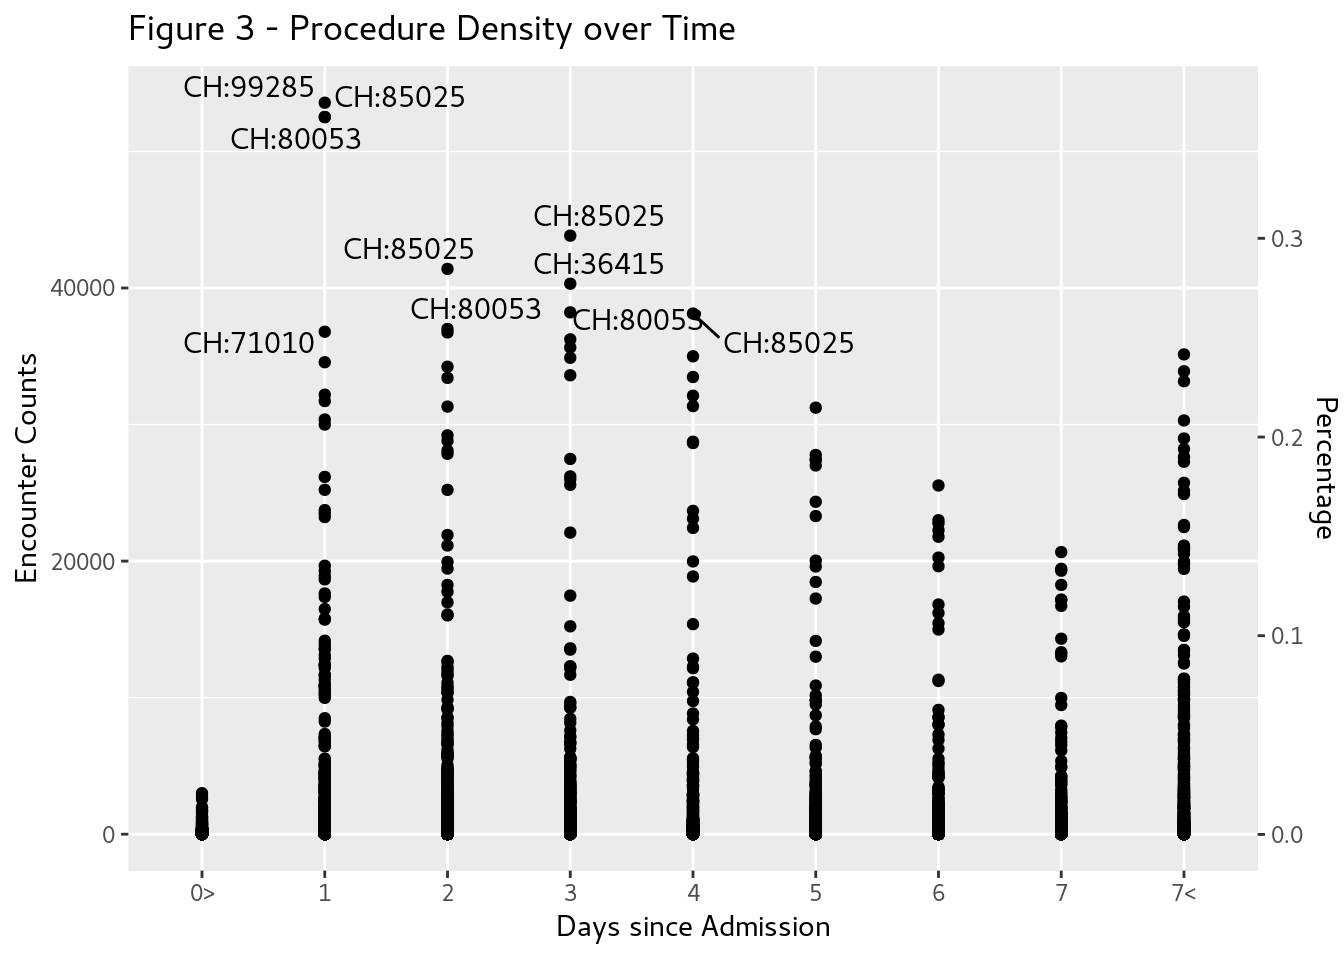 Figure 3 - Procedure Density over Time
CH:99285
CH:85025
CH:80053
CH:85025
CH:85025
CH:36415
CH:80053
CH:80053
CH:71010
CH:85025
40000
20000
0
0.3
0.2
0.1
0.0
Encounter Counts
Percentage
0> 1 2 3 4 5 6 7 7<
Days since Admission